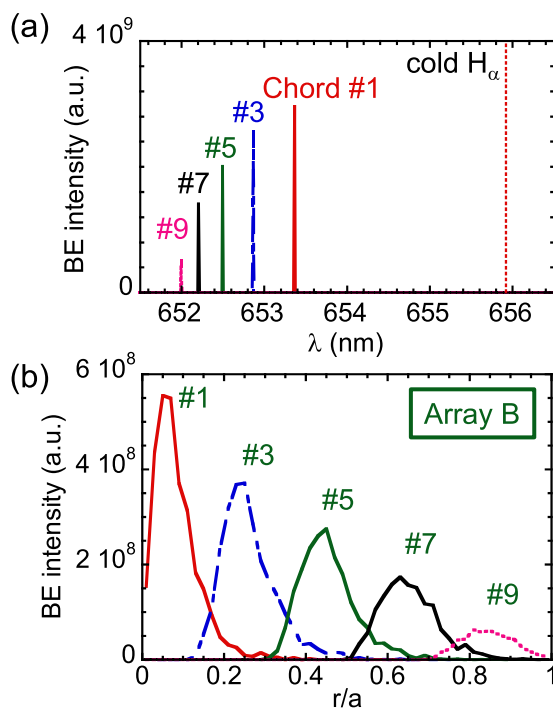 (a)
4 10⁹
cold Hα
Chord #1
#3
#5
#7
#9
BE intensity (a.u.)
0
652 653 654 655 656
λ (nm)
(b)
6 10⁸
#1
Array B
#3
4 10⁸
#5
#7
2 10⁸
#9
BE intensity (a.u.)
0
0 0.2 0.4 0.6 0.8 1
r/a